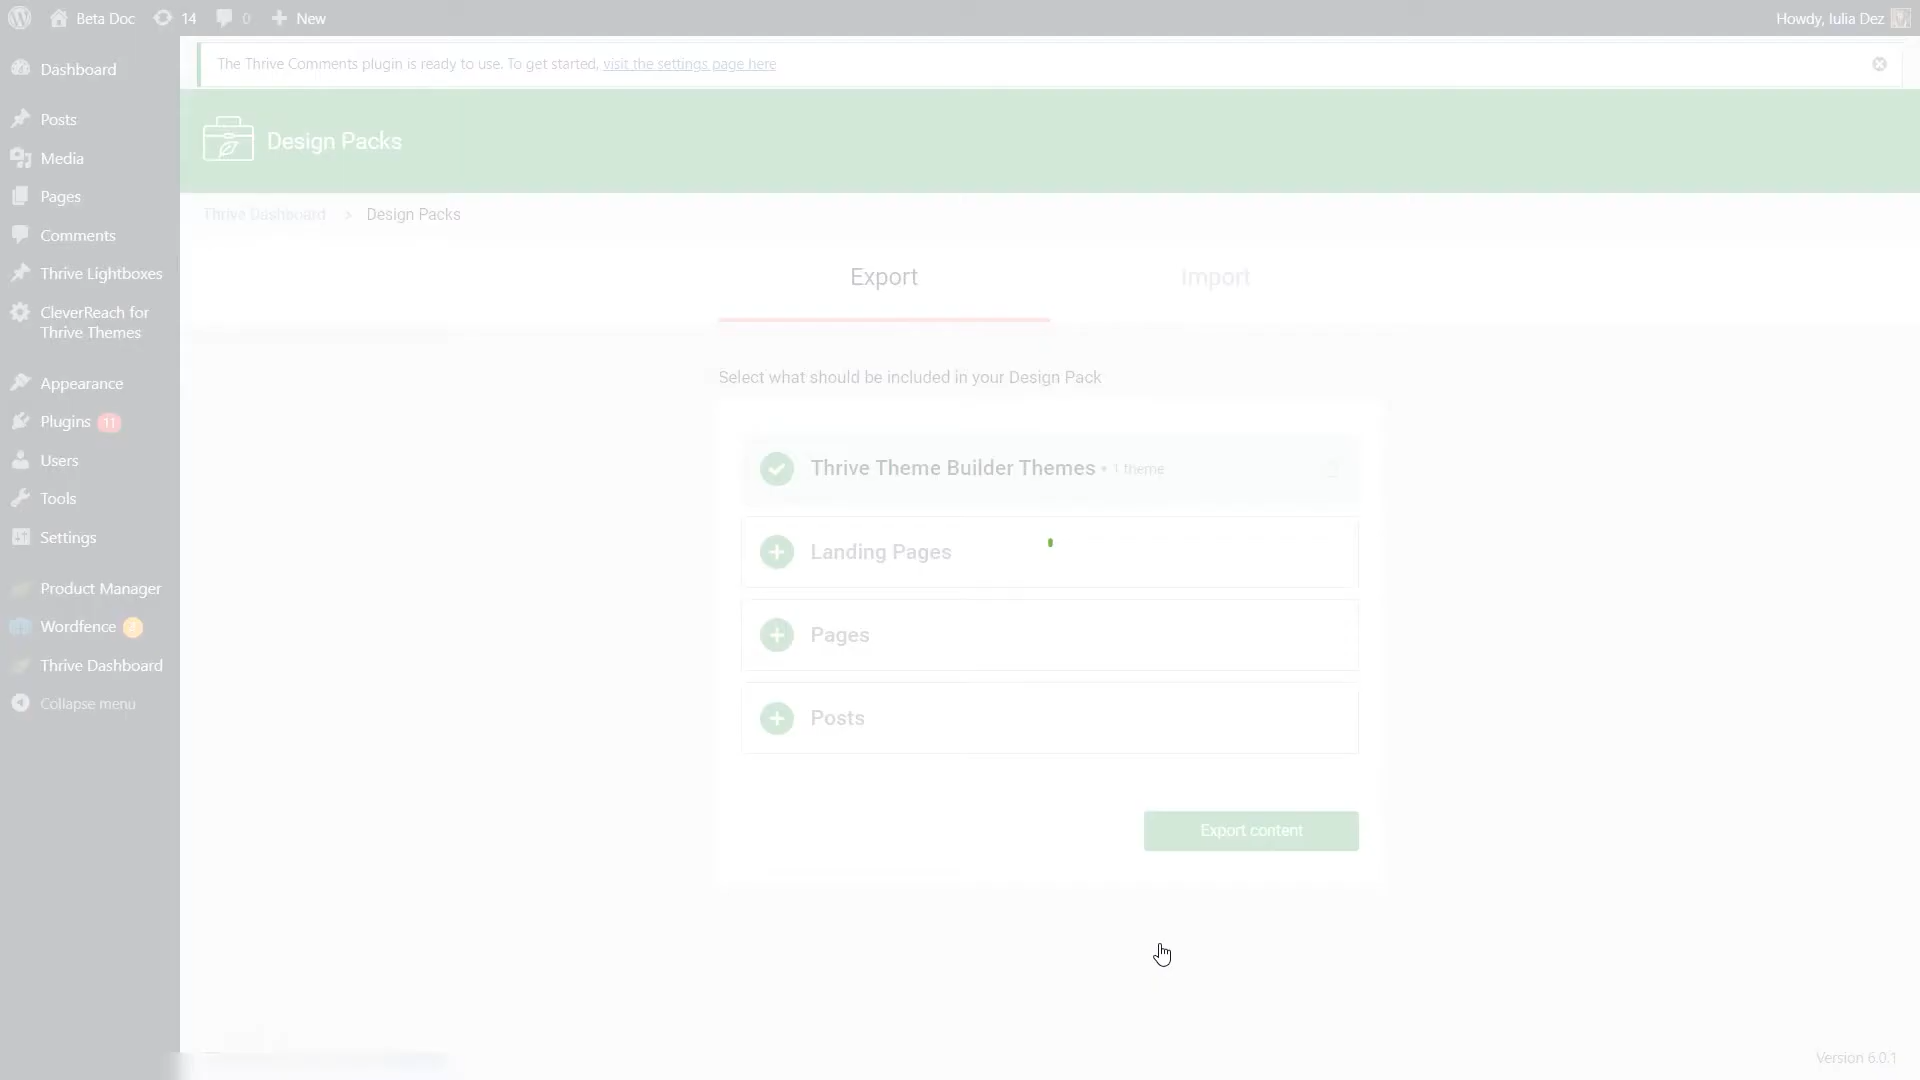 Beta Doc 14 0 New Howdy, Iulia Dez
Dashboard
Posts
Media
Pages
Comments
Thrive Lightboxes
CleverReach for
Thrive Themes
Appearance
Plugins 11
Users
Tools
Settings
Product Manager
Wordfence
Thrive Dashboard
Collapse menu
The Thrive Comments plugin is ready to use. To get started, visit the settings page here
Design Packs
Thrive Dashboard > Design Packs
Export Import
Select what should be included in your Design Pack
Thrive Theme Builder Themes • 1 theme
Landing Pages
Pages
Posts
Export content
Version 6.0.1